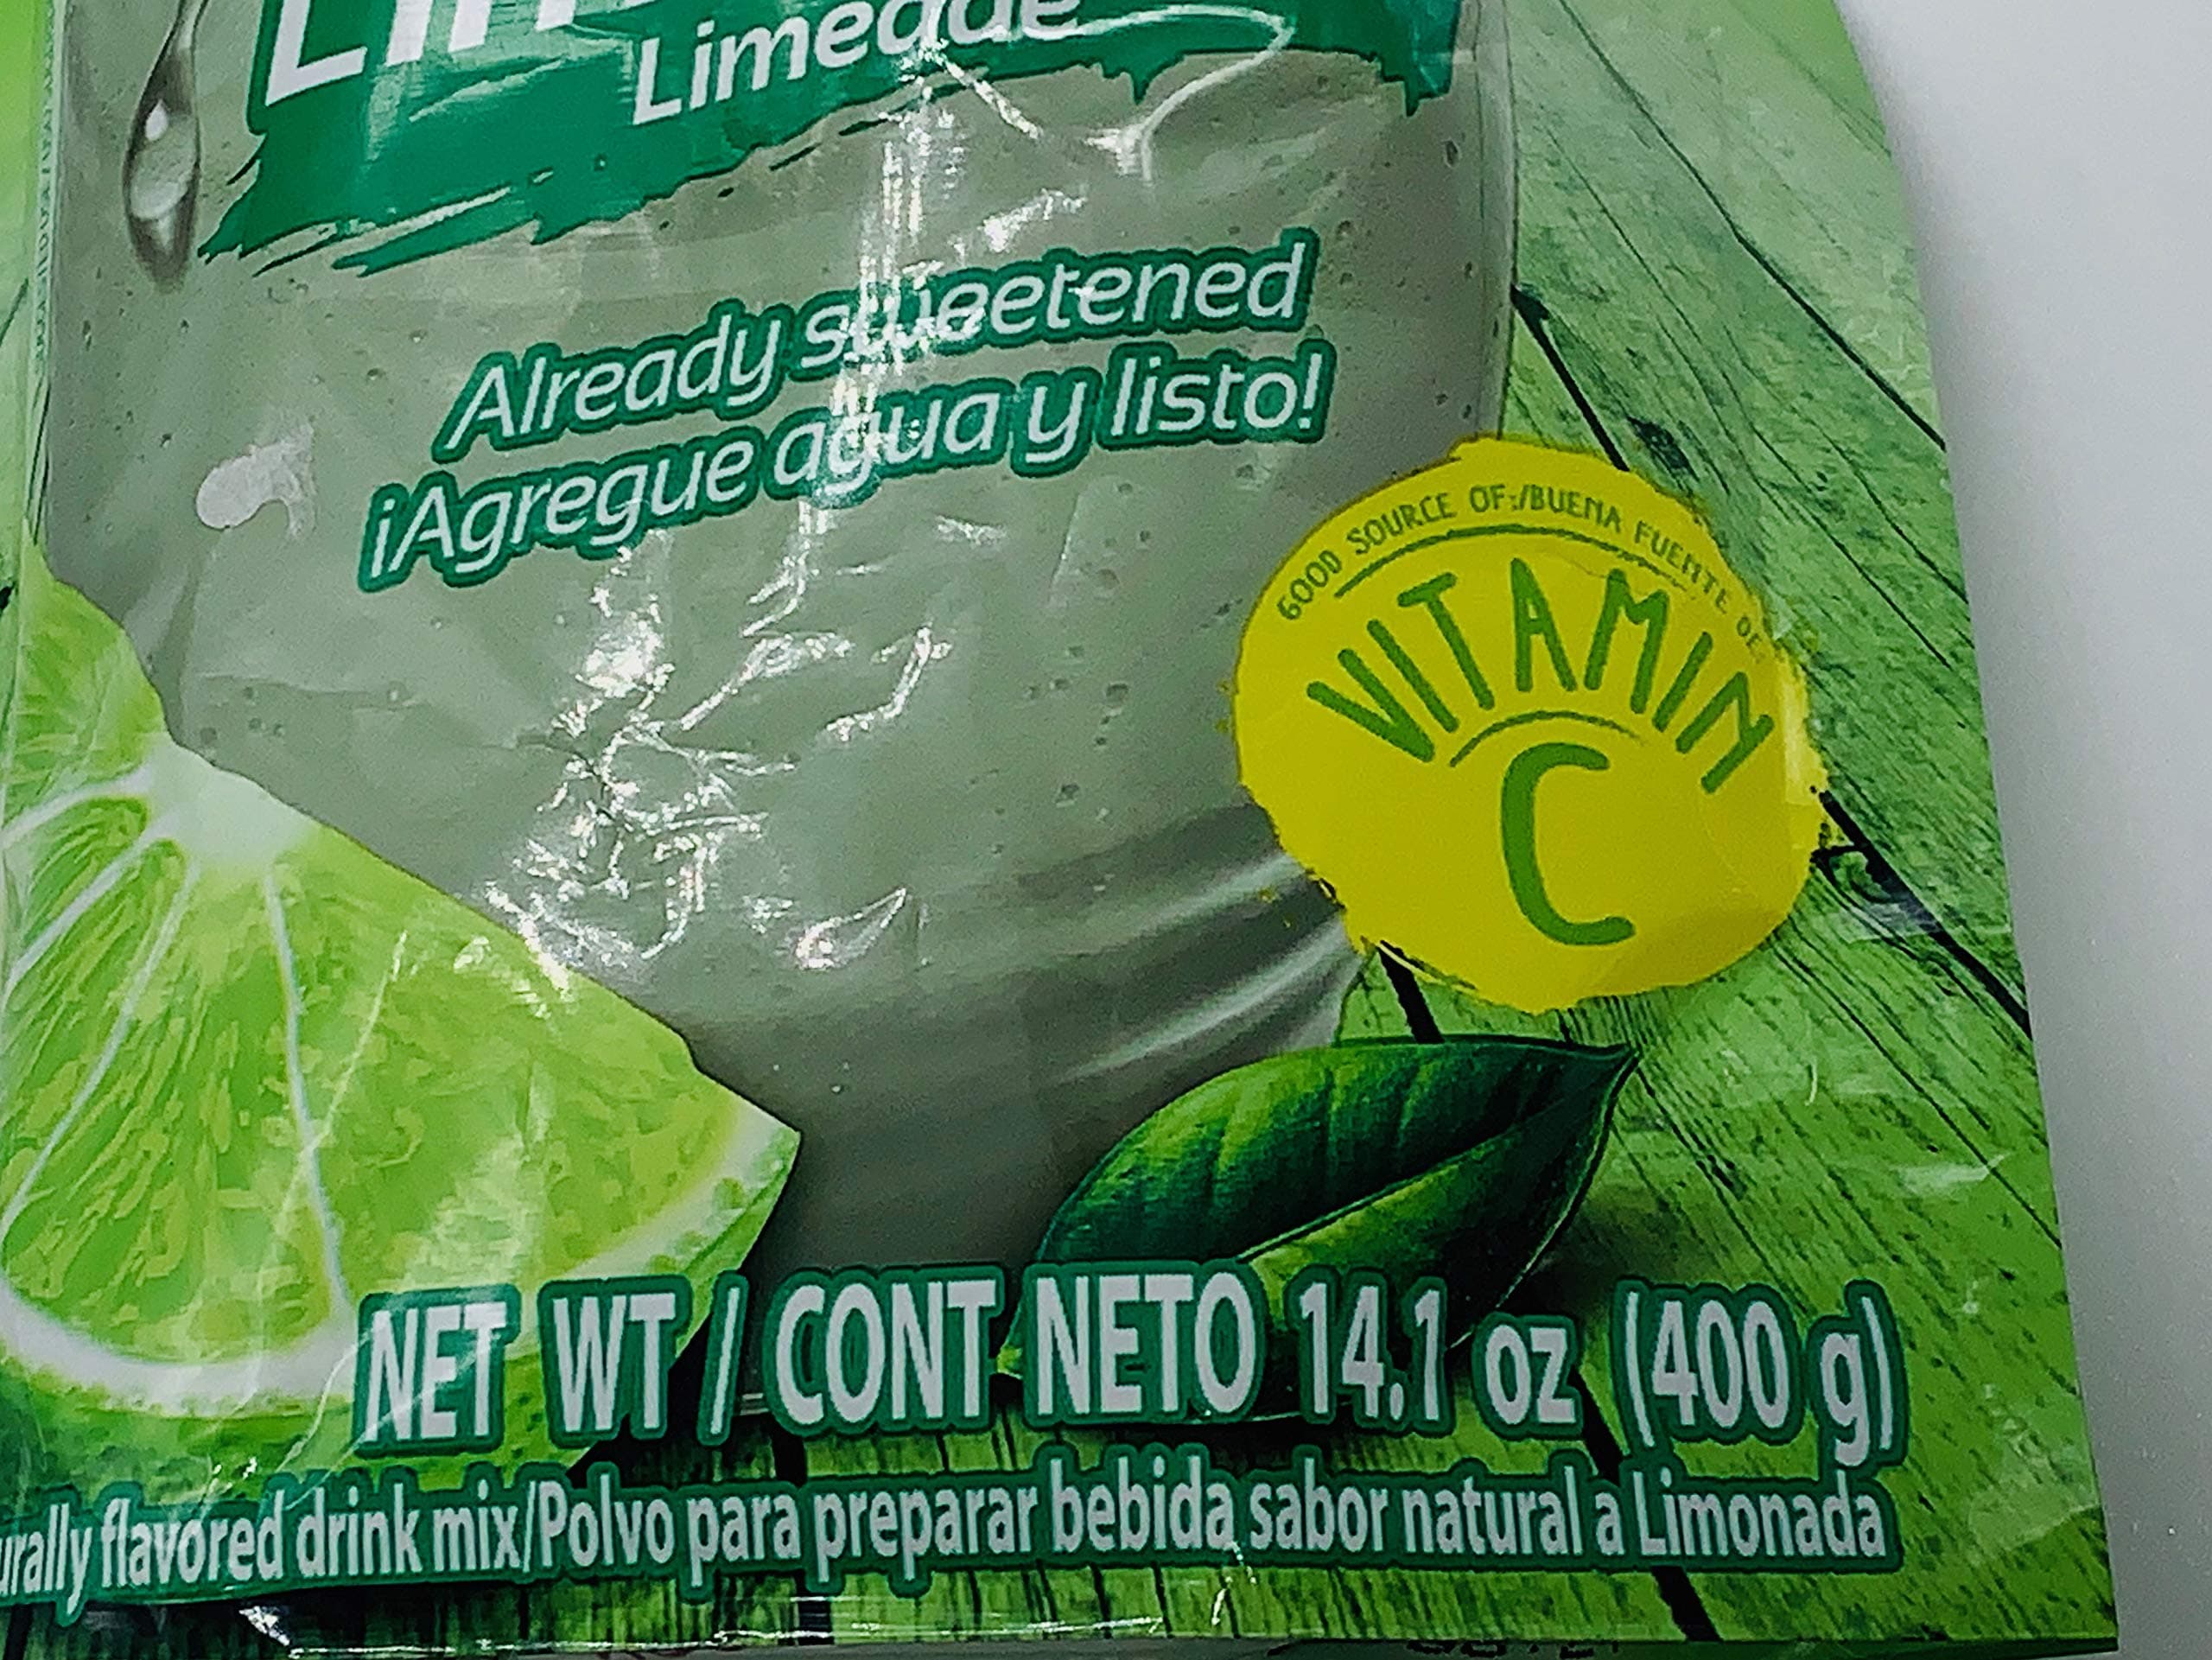 Limeade
Already sweetened
¡Agregue agua y listo!
GOOD SOURCE OF:/BUENA FUENTE DE:
VITAMIN
C
NET WT / CONT NETO 14.1 oz (400 g)
flavored drink mix/Polvo para preparar bebida sabor natural a Limonada